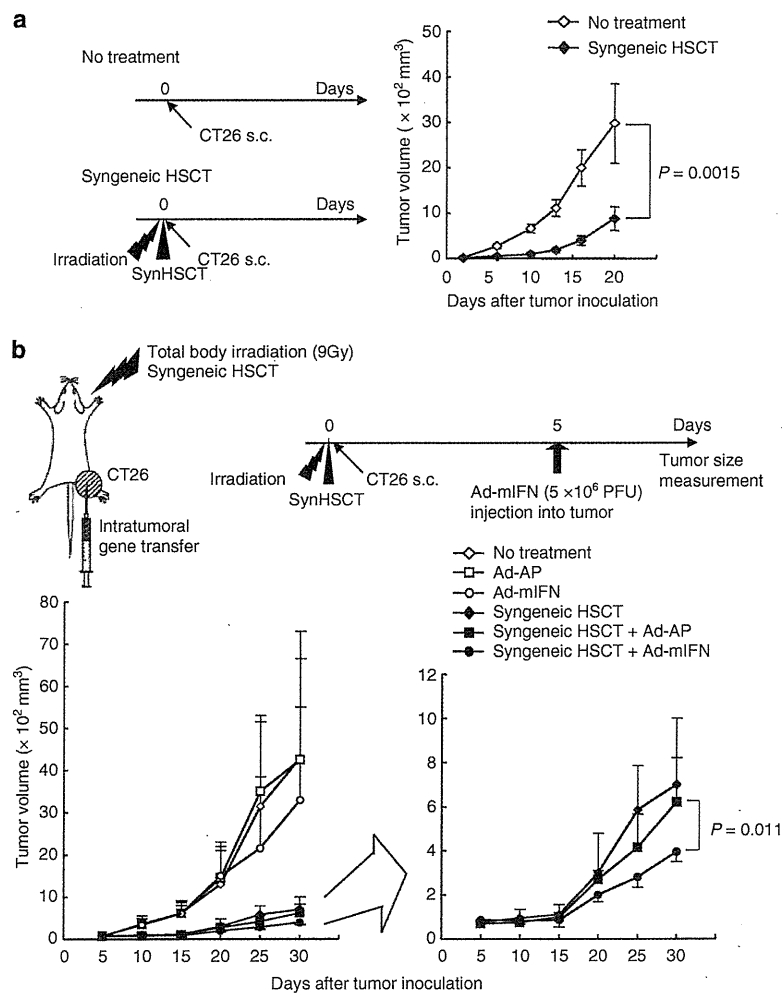 a
No treatment
0 Days
CT26 s.c.
Syngeneic HSCT
0 Days
Irradiation
CT26 s.c.
SynHSCT
No treatment
Syngeneic HSCT
Tumor volume ( × 10² mm³)
50
40
30
20
10
0
P = 0.0015
0 5 10 15 20
Days after tumor inoculation
b
Total body irradiation (9Gy)
Syngeneic HSCT
CT26
Intratumoral
gene transfer
0 5 Days
Irradiation
CT26 s.c.
SynHSCT
Ad-mIFN (5 ×10⁶ PFU)
injection into tumor
Tumor size
measurement
No treatment
Ad-AP
Ad-mIFN
Syngeneic HSCT
Syngeneic HSCT + Ad-AP
Syngeneic HSCT + Ad-mIFN
Tumor volume (× 10² mm³)
80
70
60
50
40
30
20
10
0
0 5 10 15 20 25 30
12
10
8
6
4
2
0
P = 0.011
0 5 10 15 20 25 30
Days after tumor inoculation